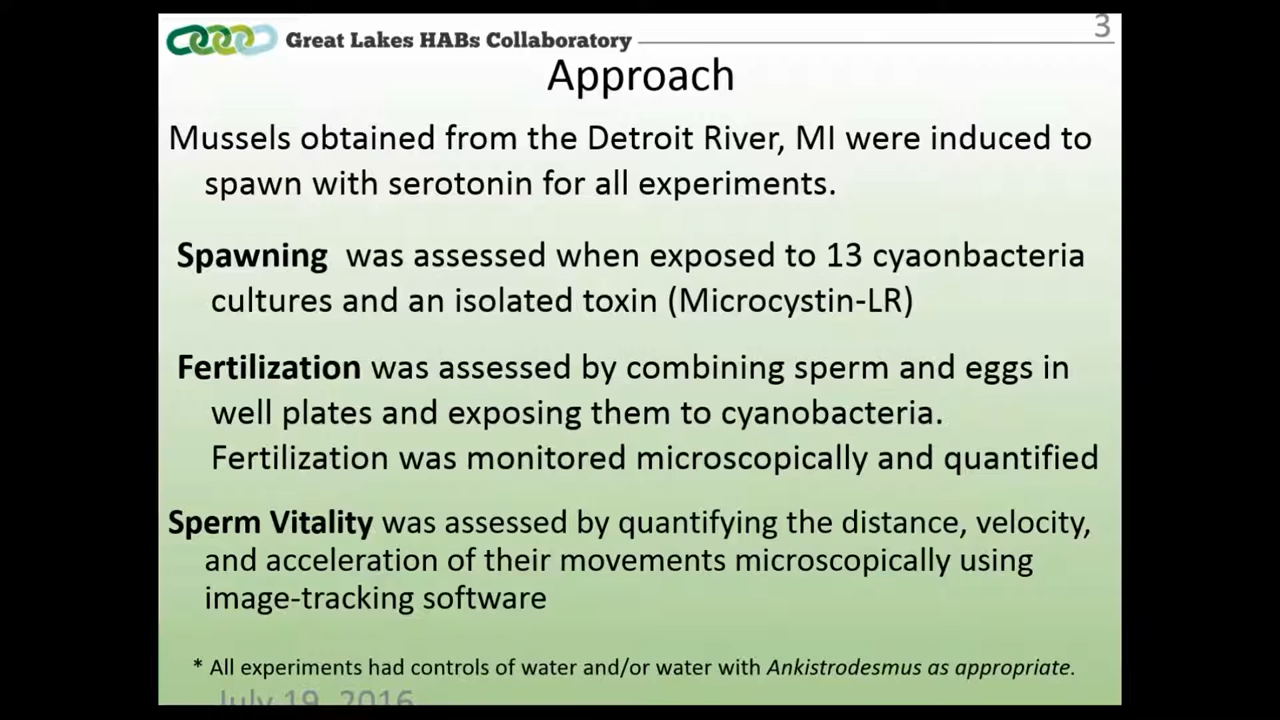 Great Lakes HABs Collaboratory
3
Approach
Mussels obtained from the Detroit River, MI were induced to
spawn with serotonin for all experiments.
Spawning was assessed when exposed to 13 cyaonbacteria
cultures and an isolated toxin (Microcystin-LR)
Fertilization was assessed by combining sperm and eggs in
well plates and exposing them to cyanobacteria.
Fertilization was monitored microscopically and quantified
Sperm Vitality was assessed by quantifying the distance, velocity,
and acceleration of their movements microscopically using
image-tracking software
* All experiments had controls of water and/or water with Ankistrodesmus as appropriate.
July 19, 2016